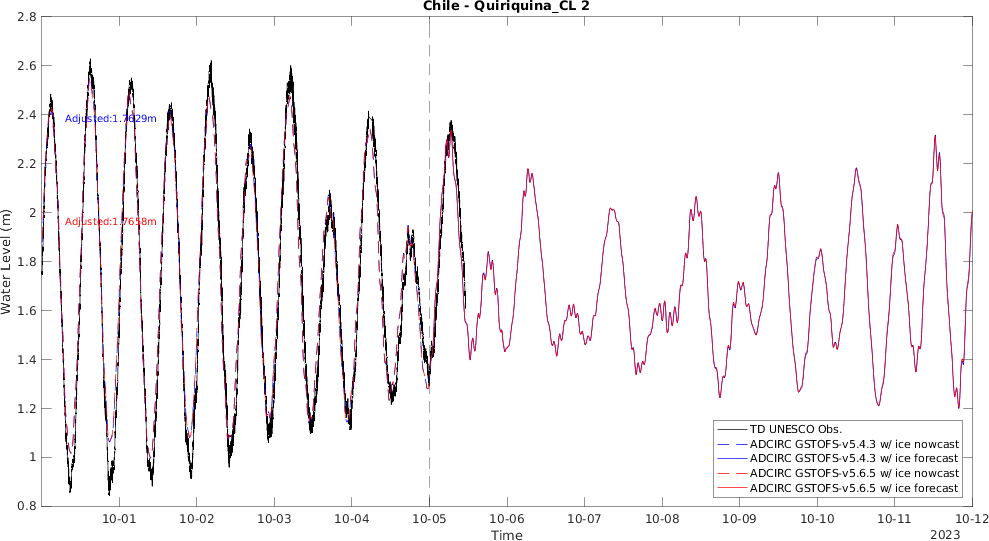 Chile - Quiriquina_CL 2
Water Level (m)
2.8
2.6
2.4
2.2
2
1.8
1.6
1.4
1.2
1
0.8
Adjusted:1.7629m
Adjusted:1.7658m
TD UNESCO Obs.
ADCIRC GSTOFS-v5.4.3 w/ ice nowcast
ADCIRC GSTOFS-v5.4.3 w/ ice forecast
ADCIRC GSTOFS-v5.6.5 w/ ice nowcast
ADCIRC GSTOFS-v5.6.5 w/ ice forecast
10-01 10-02 10-03 10-04 10-05 10-06 10-07 10-08 10-09 10-10 10-11 10-12
Time
2023